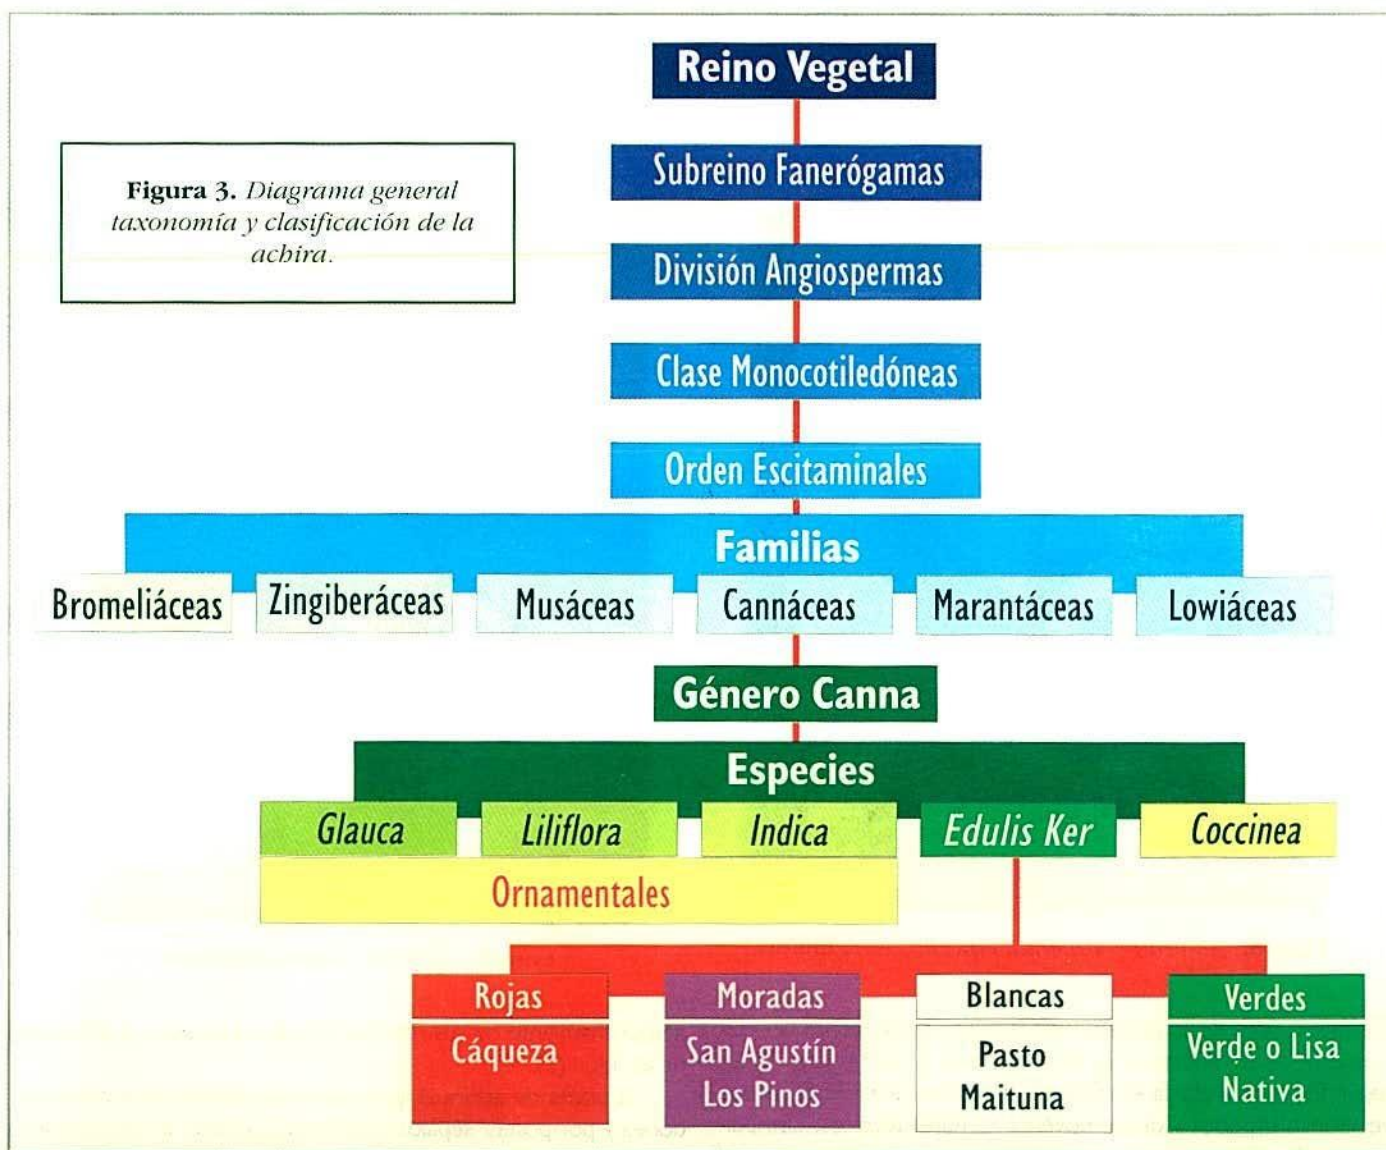 Reino Vegetal
Figura 3. Diagrama general
taxonomía y clasificación de la
achira.
Subreino Fanerógamas
División Angiospermas
Clase Monocotiledóneas
Orden Escitaminales
Familias
Bromeliáceas Zingiberáceas Musáceas Cannáceas Marantáceas Lowiáceas
Género Canna
Especies
Glauca Liliflora Indica Edulis Ker Coccinea
Ornamentales
Rojas Moradas Blancas Verdes
Cáqueza San Agustín Pasto Verde o Lisa
Los Pinos Maituna Nativa